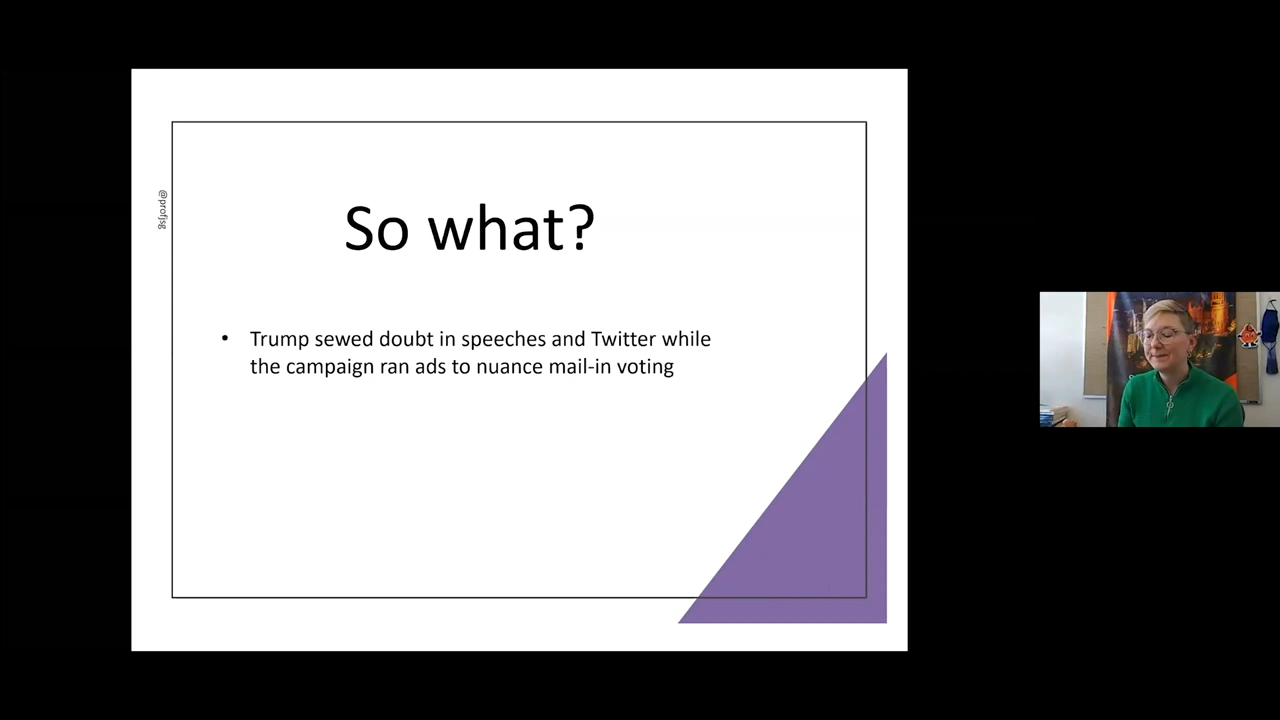 @profjsg
So what?
• Trump sewed doubt in speeches and Twitter while
the campaign ran ads to nuance mail-in voting